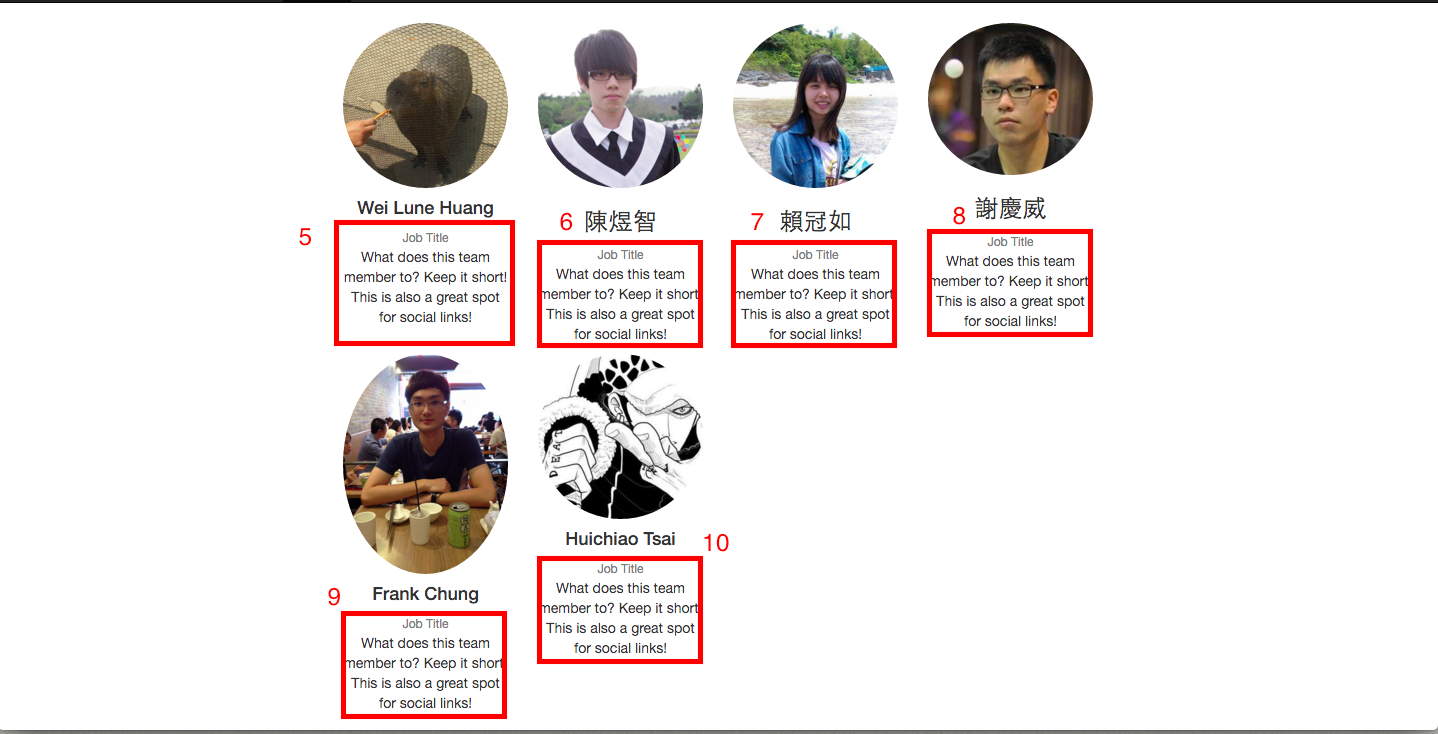 Wei Lune Huang
5
Job Title
What does this team
member to? Keep it short!
This is also a great spot
for social links!
6 陳煜智
Job Title
What does this team
member to? Keep it short
This is also a great spot
for social links!
7 賴冠如
Job Title
What does this team
member to? Keep it short
This is also a great spot
for social links!
8 謝慶威
Job Title
What does this team
member to? Keep it short
This is also a great spot
for social links!
9 Frank Chung
Job Title
What does this team
member to? Keep it short
This is also a great spot
for social links!
DEAT
Huichiao Tsai 10
Job Title
What does this team
member to? Keep it short
This is also a great spot
for social links!